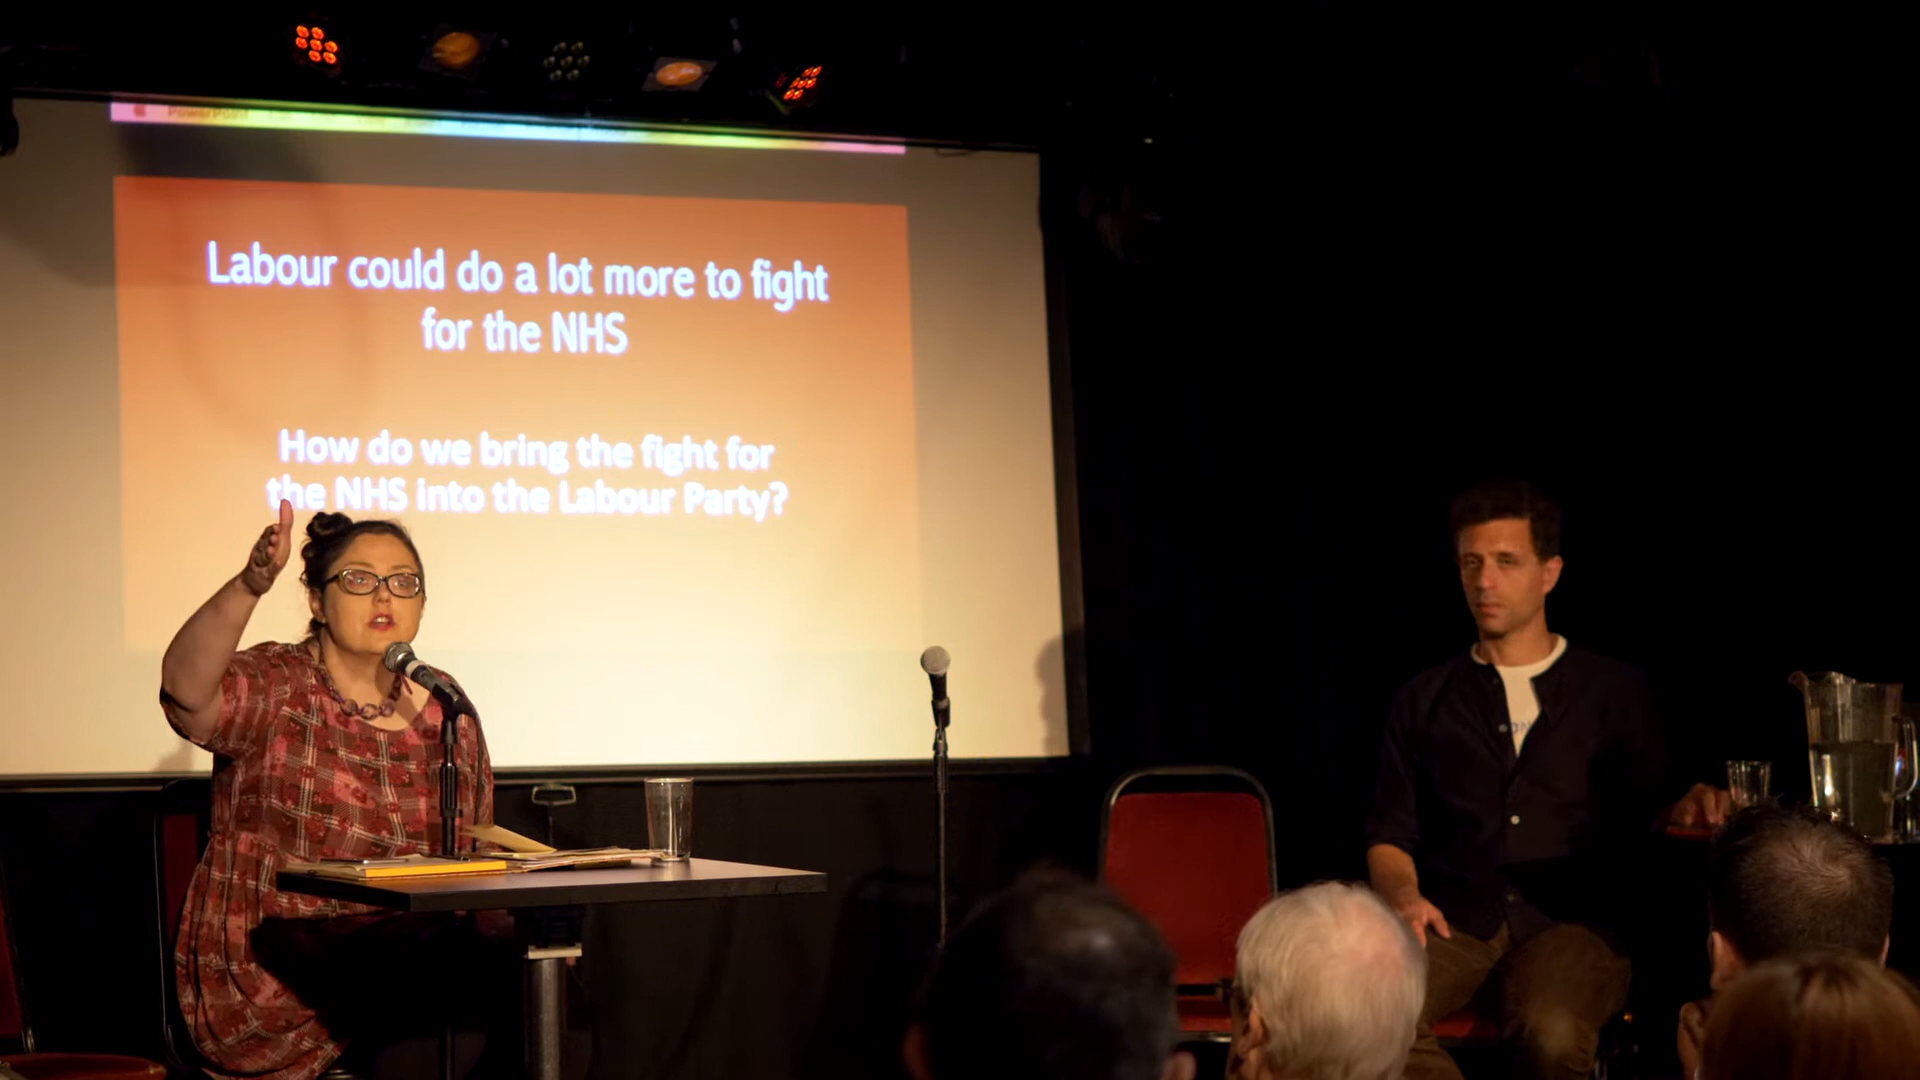 PowerPoint
Labour could do a lot more to fight
for the NHS
How do we bring the fight for
the NHS into the Labour Party?